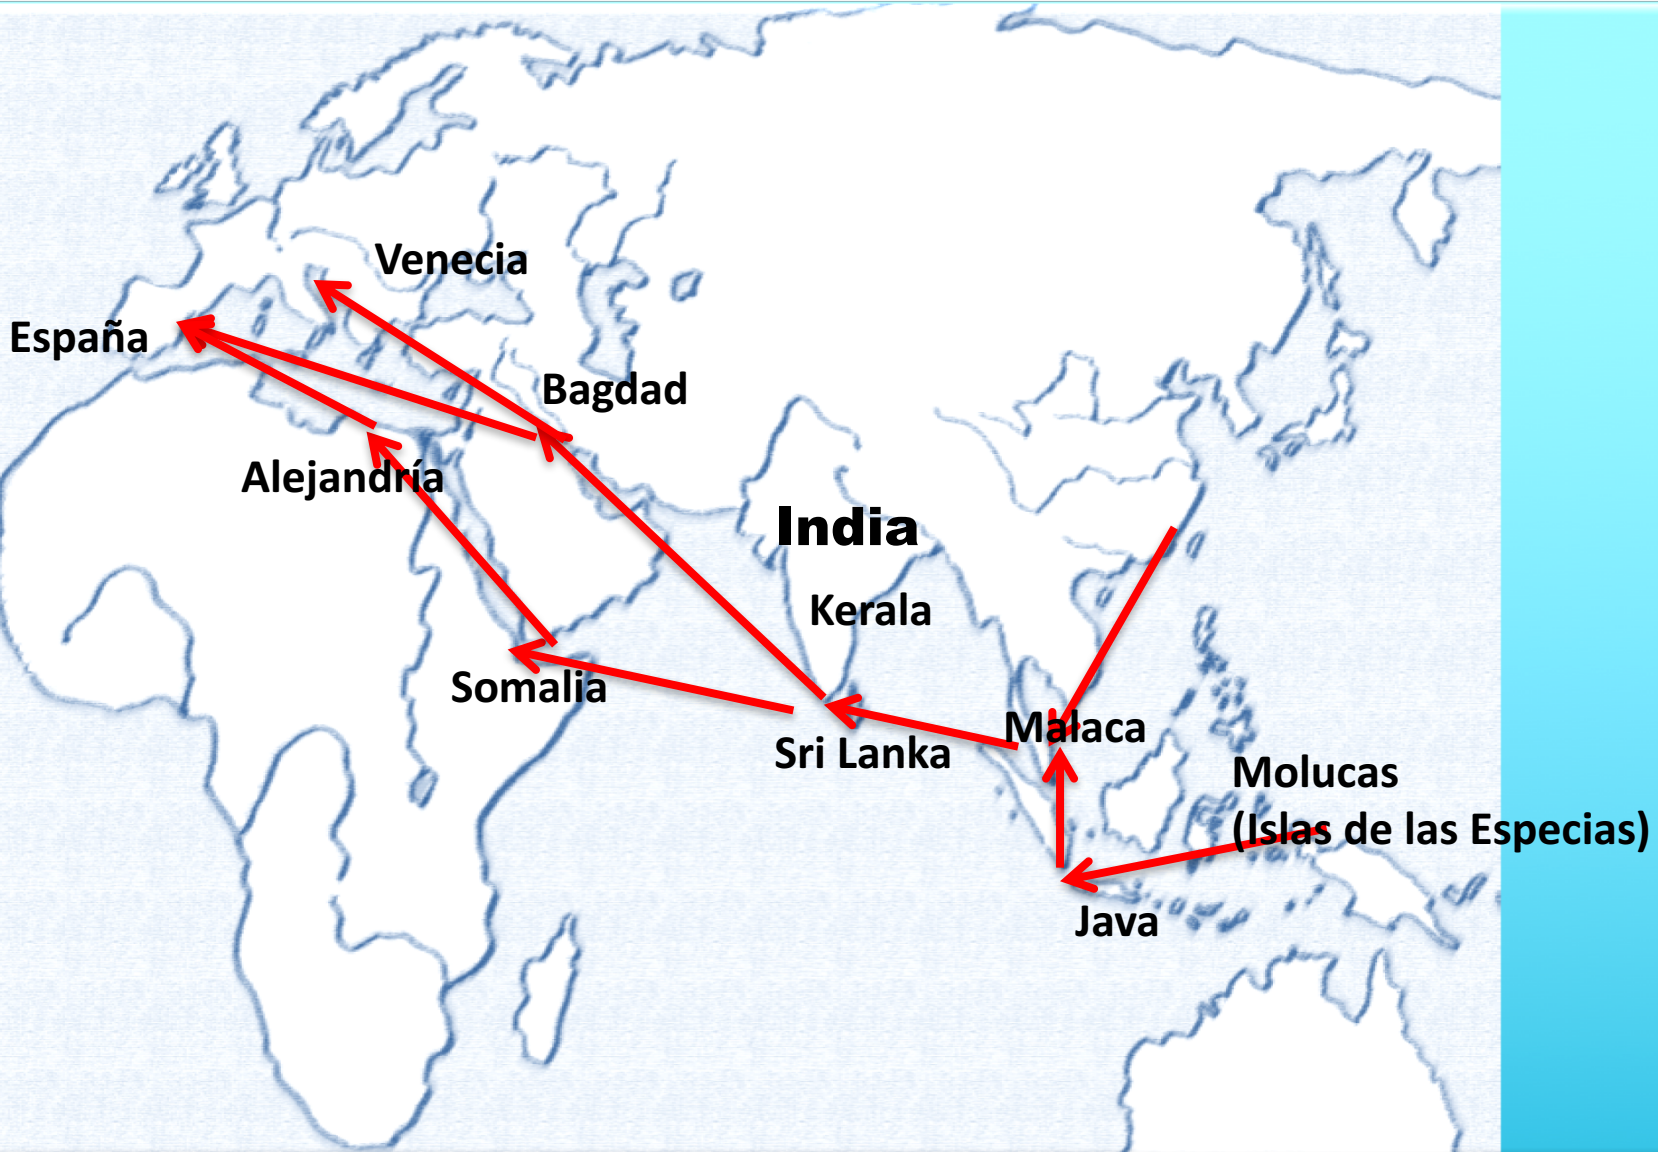 Venecia
España
Bagdad
Alejandría
India
Kerala
Somalia
Malaca
Sri Lanka
Molucas
(Islas de las Especias)
Java